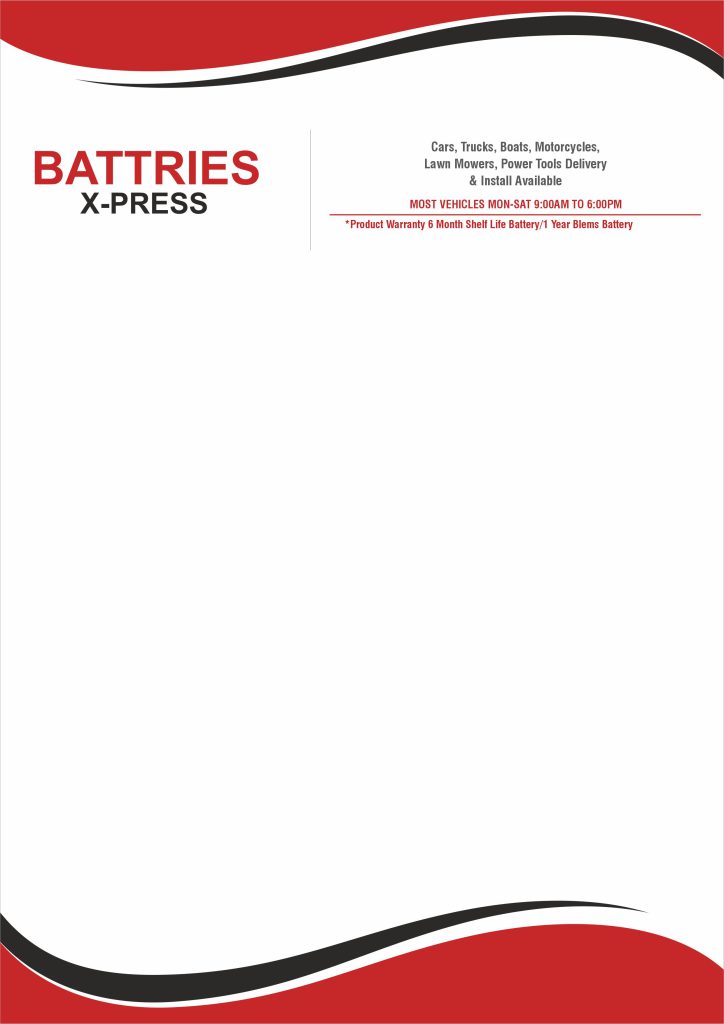 BATTRIES
X-PRESS
Cars, Trucks, Boats, Motorcycles,
Lawn Mowers, Power Tools Delivery
& Install Available
MOST VEHICLES MON-SAT 9:00AM TO 6:00PM
*Product Warranty 6 Month Shelf Life Battery/1 Year Blems Battery